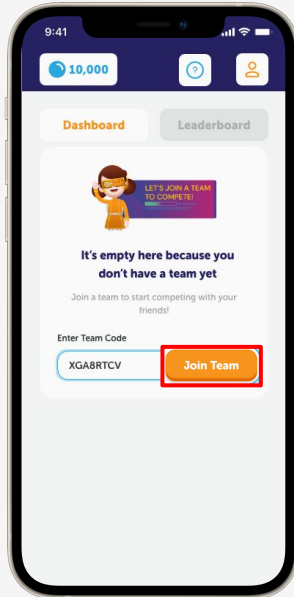 9:41
10,000
?
Dashboard
Leaderboard
LET'S JOIN A TEAM
TO COMPETE!
It's empty here because you
don't have a team yet
Join a team to start competing with your
friends!
Enter Team Code
XGA8RTCV
Join Team